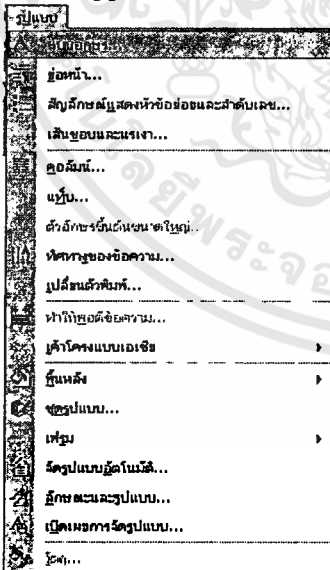 รูปแบบ
ย่อหน้า...
สัญลักษณ์แสดงหัวข้อย่อยและลำดับเลข...
เส้นขอบและแรเงา...
คอลัมน์...
แท็บ...
ตัวอักษรขึ้นต้นขนาดใหญ่...
ทิศทางของข้อความ...
เปลี่ยนตัวพิมพ์...
ทำให้พอดีข้อความ...
เค้าโครงแบบเอเชีย
พื้นหลัง
ชุดรูปแบบ...
เฟรม
จัดรูปแบบอัตโนมัติ...
ลักษณะและรูปแบบ...
เปิดเผยการจัดรูปแบบ...